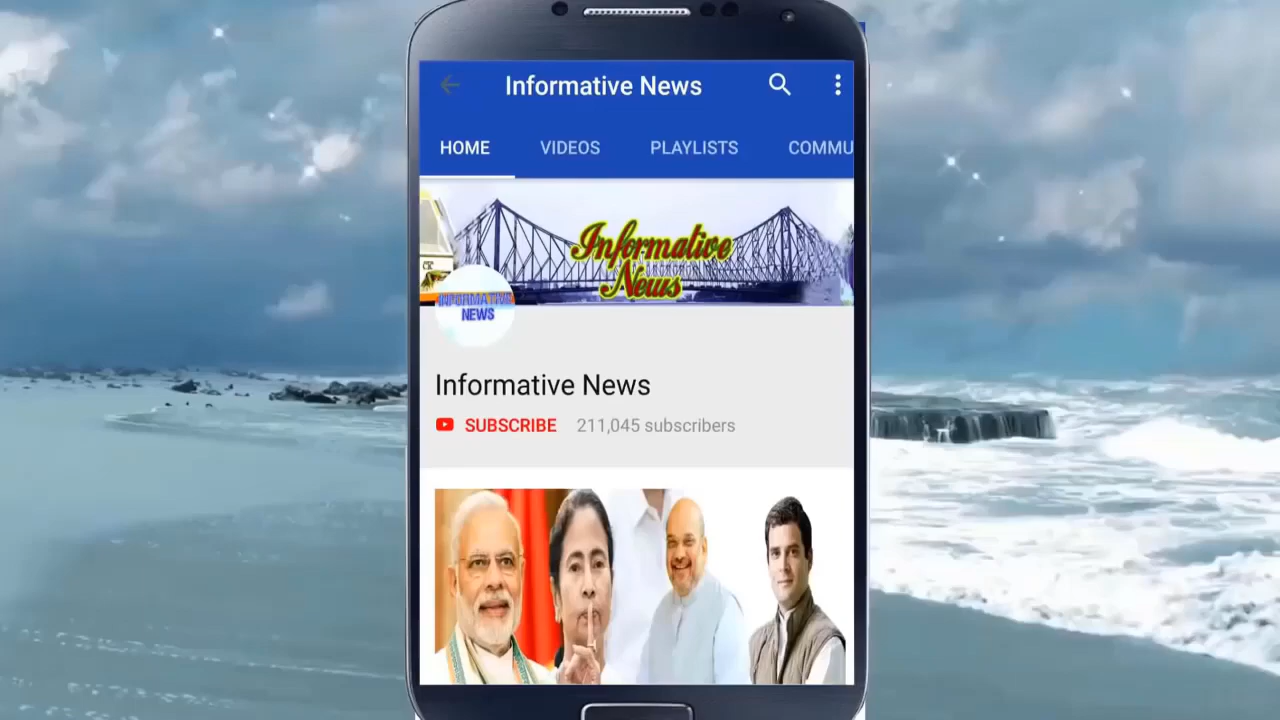 Informative News
HOME VIDEOS PLAYLISTS COMMU
Informative
News
INFORMATIVE
NEWS
Informative News
SUBSCRIBE 211,045 subscribers